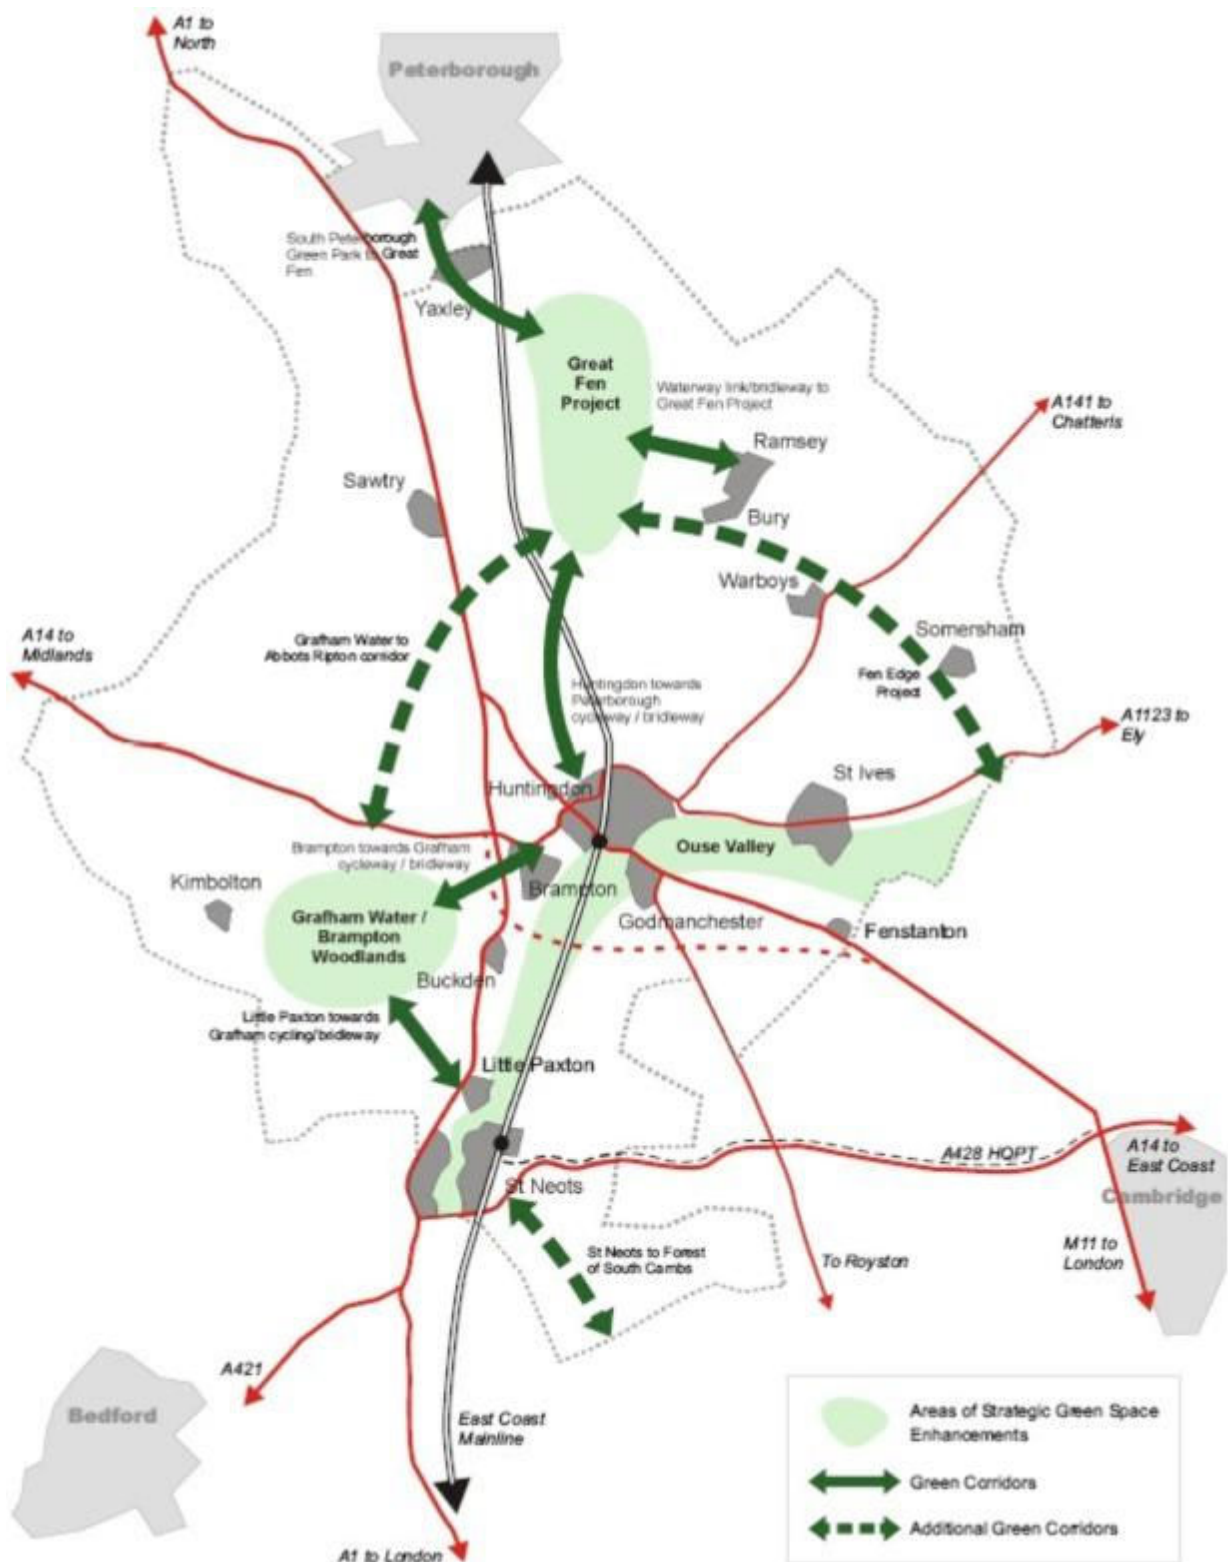 A1 to
North
Peterborough
South Peterborough
Green Park to Great
Fen
Yaxley
Great
Fen
Project
Waterway link/bridleway to
Great Fen Project
A141 to
Chatteris
Ramsey
Sawtry
Bury
Warboys
A14 to
Midlands
Grafham Water to
Abbots Ripton corridor
Somersham
Fen Edge
Project
Huntingdon towards
Peterborough
cycleway / bridleway
A1123 to
Ely
St Ives
Huntingdon
Brampton towards Grafham
cycleway / bridleway
Ouse Valley
Kimbolton
Brampton
Grafham Water /
Brampton
Woodlands
Godmanchester
Fenstanton
Buckden
Little Paxton towards
Grafham cycling/bridleway
Little Paxton
A428 HQPT
A14 to
East Coast
St Neots
Cambridge
St Neots to Forest
of South Cambs
To Royston
M11 to
London
A421
Bedford
East Coast
Mainline
A1 to London
Areas of Strategic Green Space
Enhancements
Green Corridors
Additional Green Corridors